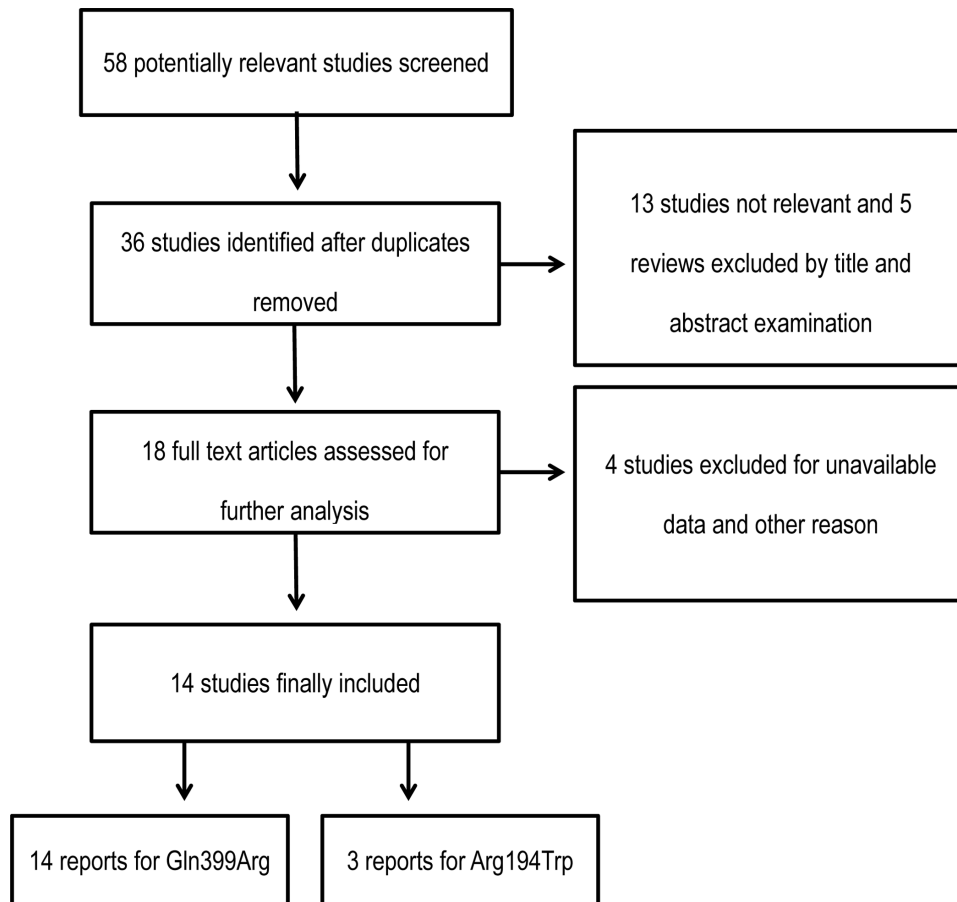 58 potentially relevant studies screened
36 studies identified after duplicates
removed
13 studies not relevant and 5
reviews excluded by title and
abstract examination
18 full text articles assessed for
further analysis
4 studies excluded for unavailable
data and other reason
14 studies finally included
14 reports for Gln399Arg
3 reports for Arg194Trp